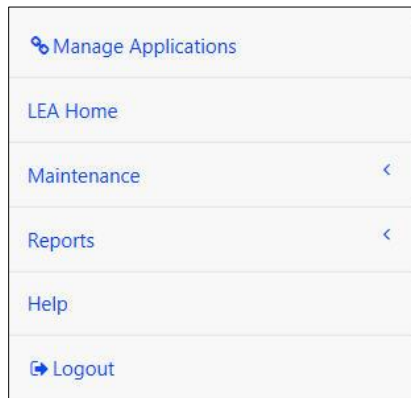 Manage Applications
LEA Home
Maintenance
Reports
Help
Logout